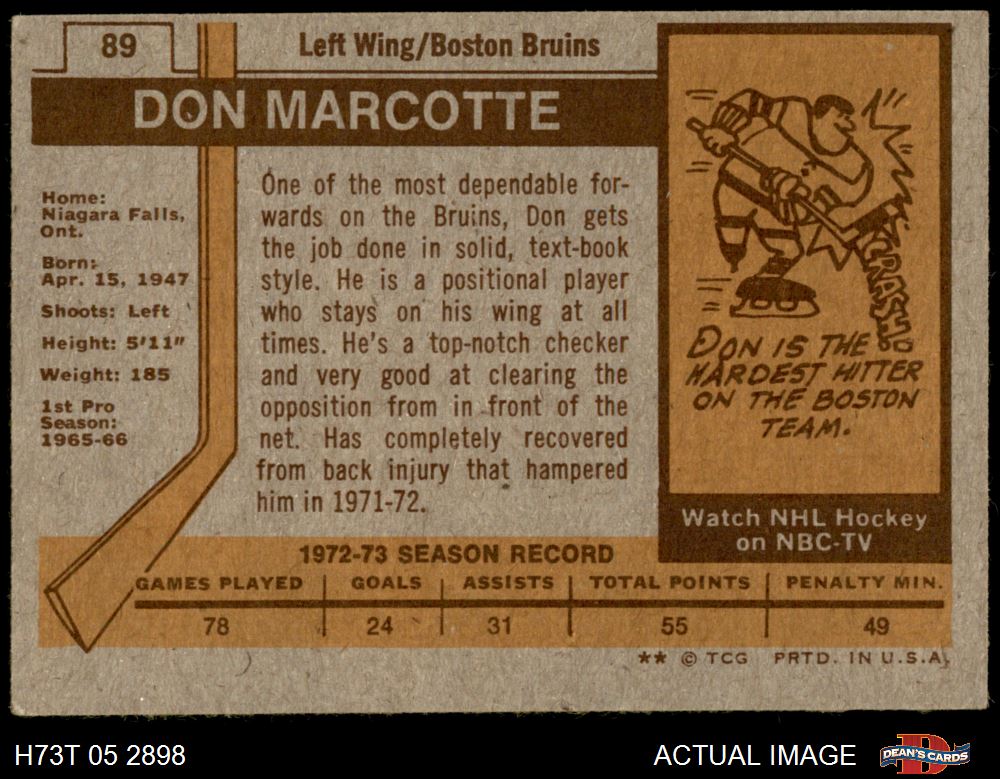 89
Left Wing/Boston Bruins
DON MARCOTTE
Home:
Niagara Falls,
Ont.
Born:
Apr. 15, 1947
Shoots: Left
Height: 5'11"
Weight: 185
1st Pro
Season:
1965-66
One of the most dependable for-
wards on the Bruins, Don gets
the job done in solid, text-book
style. He is a positional player
who stays on his wing at all
times. He's a top-notch checker
and very good at clearing the
opposition from in front of the
net. Has completely recovered
from back injury that hampered
him in 1971-72.
CRASH
DON IS THE
HARDEST HITTER
ON THE BOSTON
TEAM.
Watch NHL Hockey
on NBC-TV
1972-73 SEASON RECORD
GAMES PLAYED GOALS ASSISTS TOTAL POINTS PENALTY MIN.
78 24 31 55 49
** © TCG PRTD. IN U.S.A.
H73T 05 2898 ACTUAL IMAGE DEAN'S CARDS